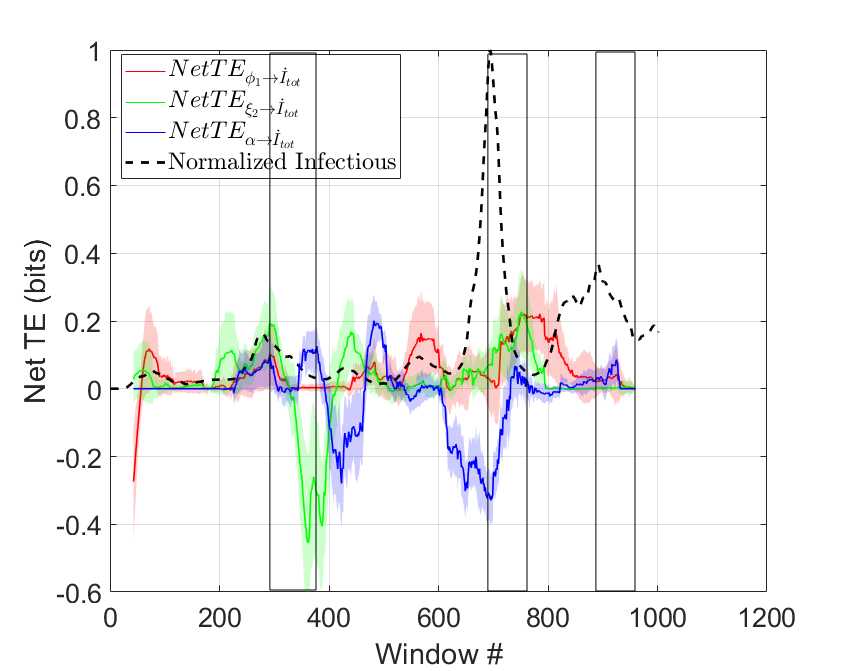 1
0.8
0.6
0.4
0.2
0
-0.2
-0.4
-0.6
Net TE (bits)
NetTE_{ϕ₁→İ_{tot}}
NetTE_{ξ₂→İ_{tot}}
NetTE_{α→İ_{tot}}
Normalized Infectious
0 200 400 600 800 1000 1200
Window #